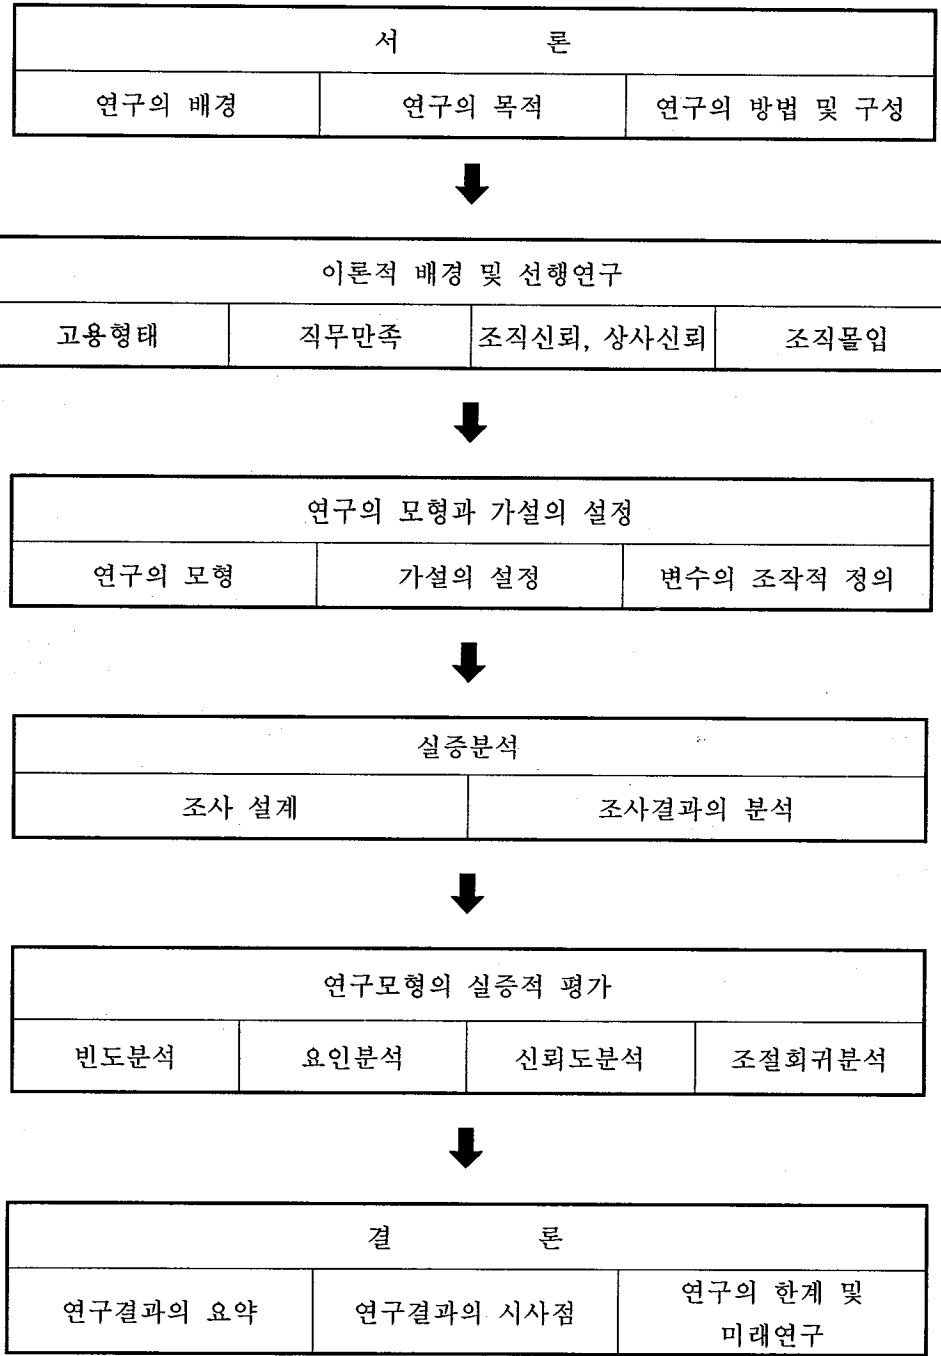 서 론
연구의 배경 연구의 목적 연구의 방법 및 구성
이론적 배경 및 선행연구
고용형태 직무만족 조직신뢰, 상사신뢰 조직몰입
연구의 모형과 가설의 설정
연구의 모형 가설의 설정 변수의 조작적 정의
실증분석
조사 설계 조사결과의 분석
연구모형의 실증적 평가
빈도분석 요인분석 신뢰도분석 조절회귀분석
결 론
연구결과의 요약 연구결과의 시사점 연구의 한계 및
미래연구